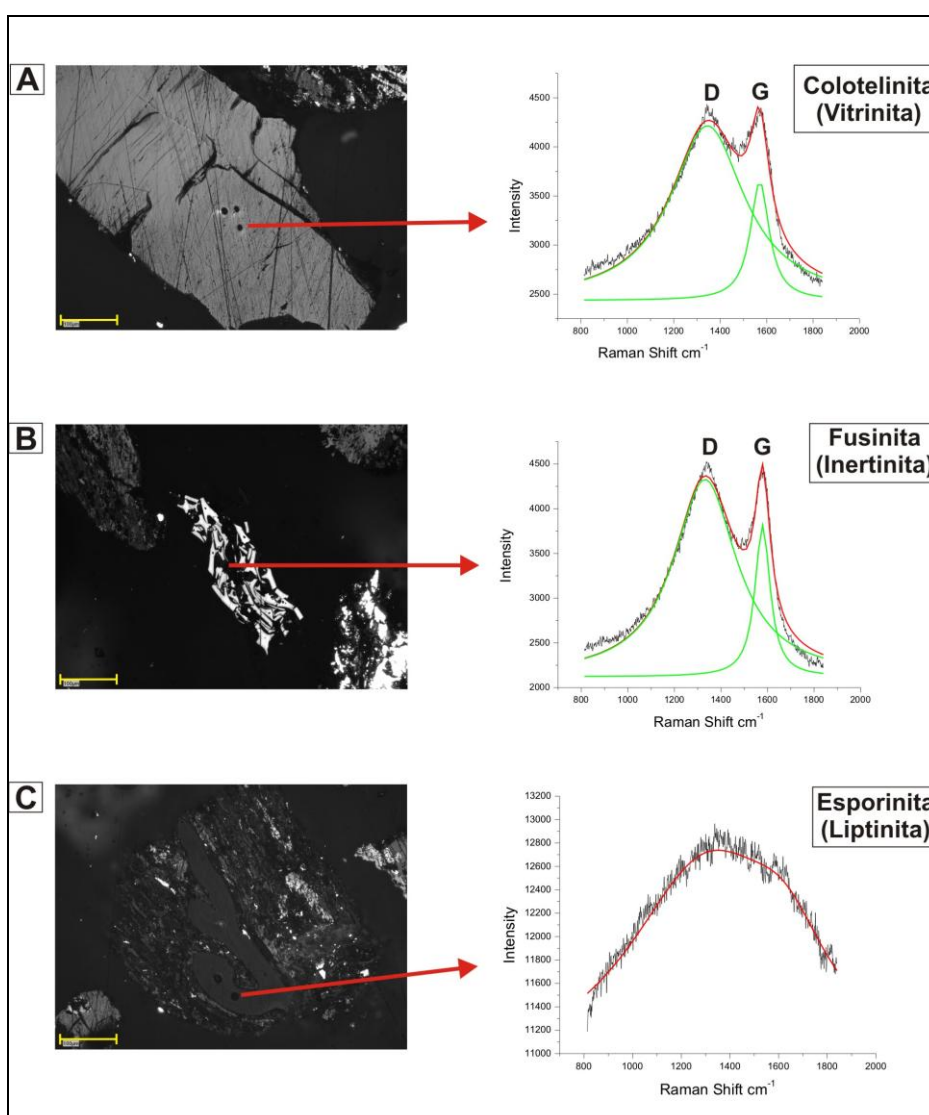 A
D G
Colotelinita
(Vitrinita)
4500
4000
3500
3000
2500
Intensity
800 1000 1200 1400 1600 1800 2000
Raman Shift cm⁻¹
B
D G
Fusinita
(Inertinita)
4500
4000
3500
3000
2500
2000
Intensity
800 1000 1200 1400 1600 1800 2000
Raman Shift cm⁻¹
C
Esporinita
(Liptinita)
13200
13000
12800
12600
12400
12200
12000
11800
11600
11400
11200
11000
Intensity
800 1000 1200 1400 1600 1800 2000
Raman Shift cm⁻¹